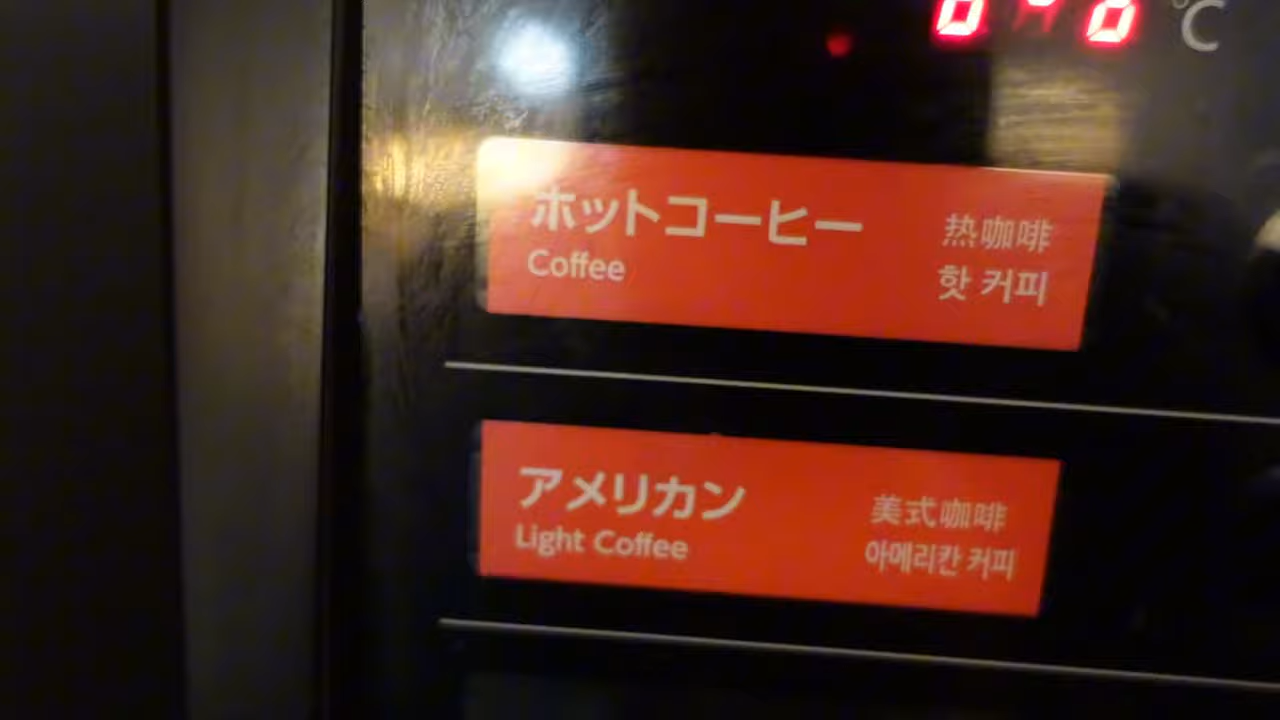 ℃
ホットコーヒー
Coffee
热咖啡
핫 커피
アメリカン
Light Coffee
美式咖啡
아메리칸 커피